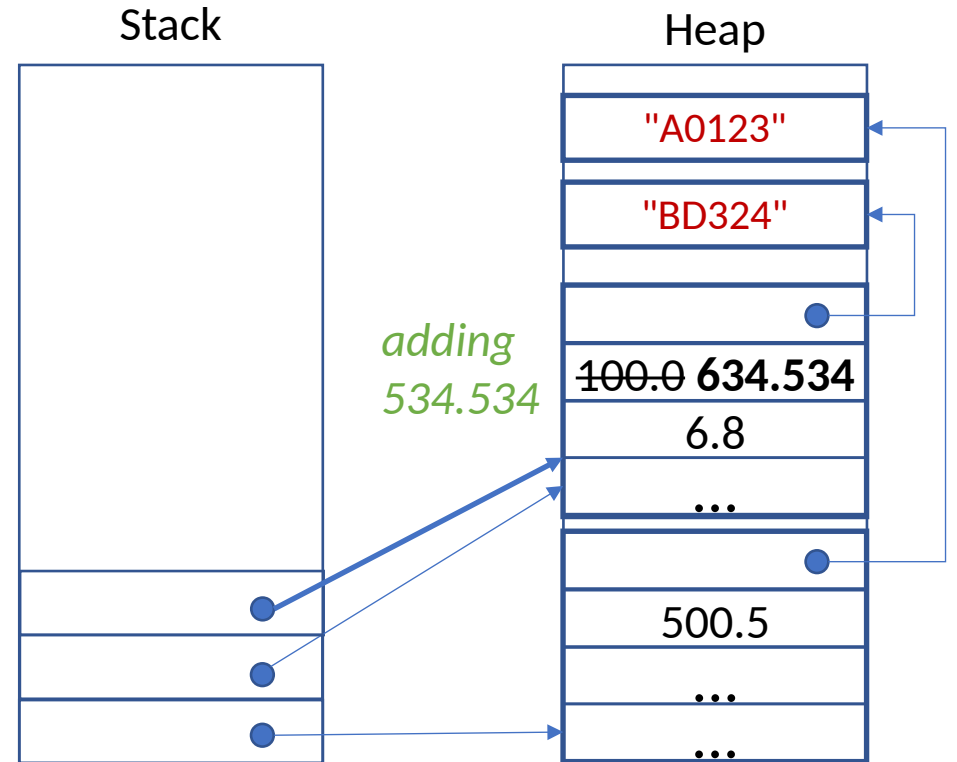 Stack
Heap
"A0123"
"BD324"
adding
534.534
100.0 634.534
6.8
...
500.5
...
...